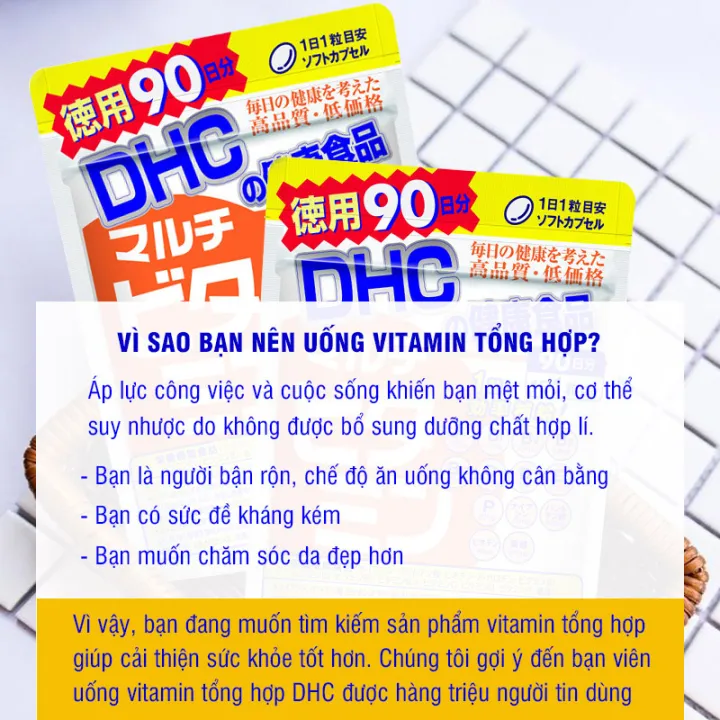 徳用90日分
1日1粒目安
ソフトカプセル
毎日の健康を考えた
高品質・低価格
DHC
の健康食品
マルチ
徳用90日分
1日1粒目安
ソフトカプセル
毎日の健康を考えた
高品質・低価格
DHC
の健康食品
90日分
VÌ SAO BẠN NÊN UỐNG VITAMIN TỔNG HỢP?
Áp lực công việc và cuộc sống khiến bạn mệt mỏi, cơ thể
suy nhược do không được bổ sung dưỡng chất hợp lí.
- Bạn là người bận rộn, chế độ ăn uống không cân bằng
- Bạn có sức đề kháng kém
- Bạn muốn chăm sóc da đẹp hơn
Vì vậy, bạn đang muốn tìm kiếm sản phẩm vitamin tổng hợp
giúp cải thiện sức khỏe tốt hơn. Chúng tôi gợi ý đến bạn viên
uống vitamin tổng hợp DHC được hàng triệu người tin dùng